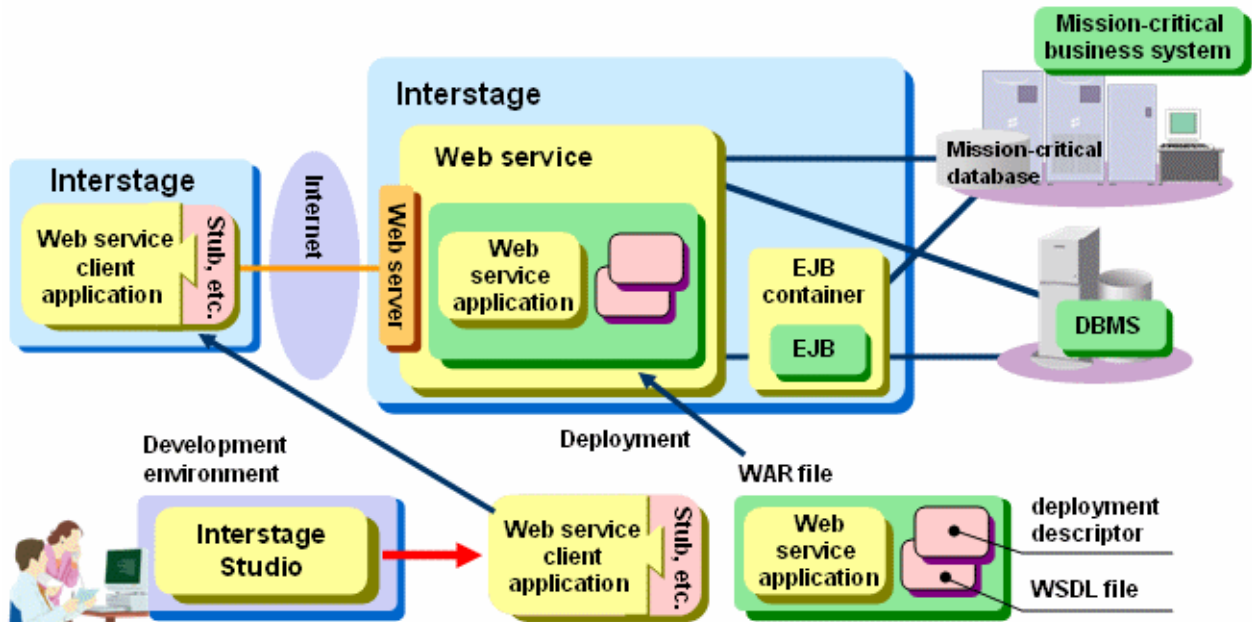 Mission-critical
business system
Interstage
Mission-critical
database
Web service
Interstage
Internet
Web server
Web service
client
application
Stub, etc.
Web
service
application
EJB
container
EJB
DBMS
Development
environment
Deployment
WAR file
Interstage
Studio
Web service
client
application
Stub, etc.
Web
service
application
deployment
descriptor
WSDL file